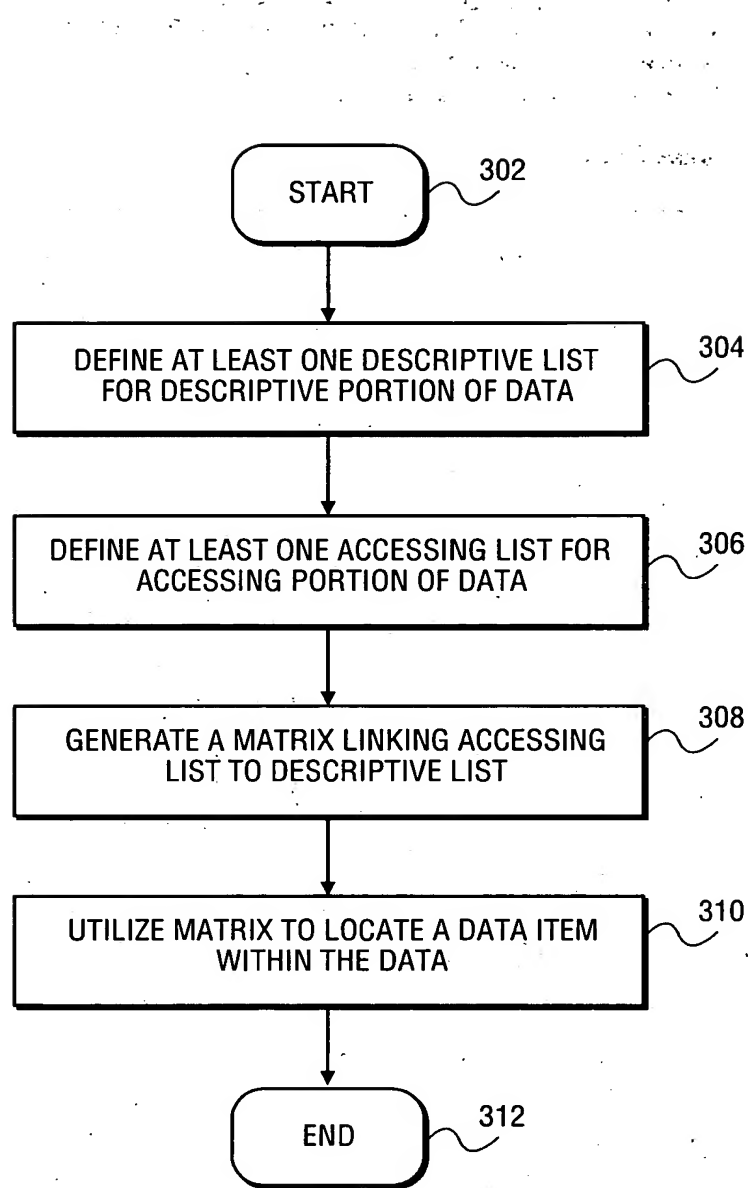 START
302
DEFINE AT LEAST ONE DESCRIPTIVE LIST
FOR DESCRIPTIVE PORTION OF DATA
304
DEFINE AT LEAST ONE ACCESSING LIST FOR
ACCESSING PORTION OF DATA
306
GENERATE A MATRIX LINKING ACCESSING
LIST TO DESCRIPTIVE LIST
308
UTILIZE MATRIX TO LOCATE A DATA ITEM
WITHIN THE DATA
310
END
312